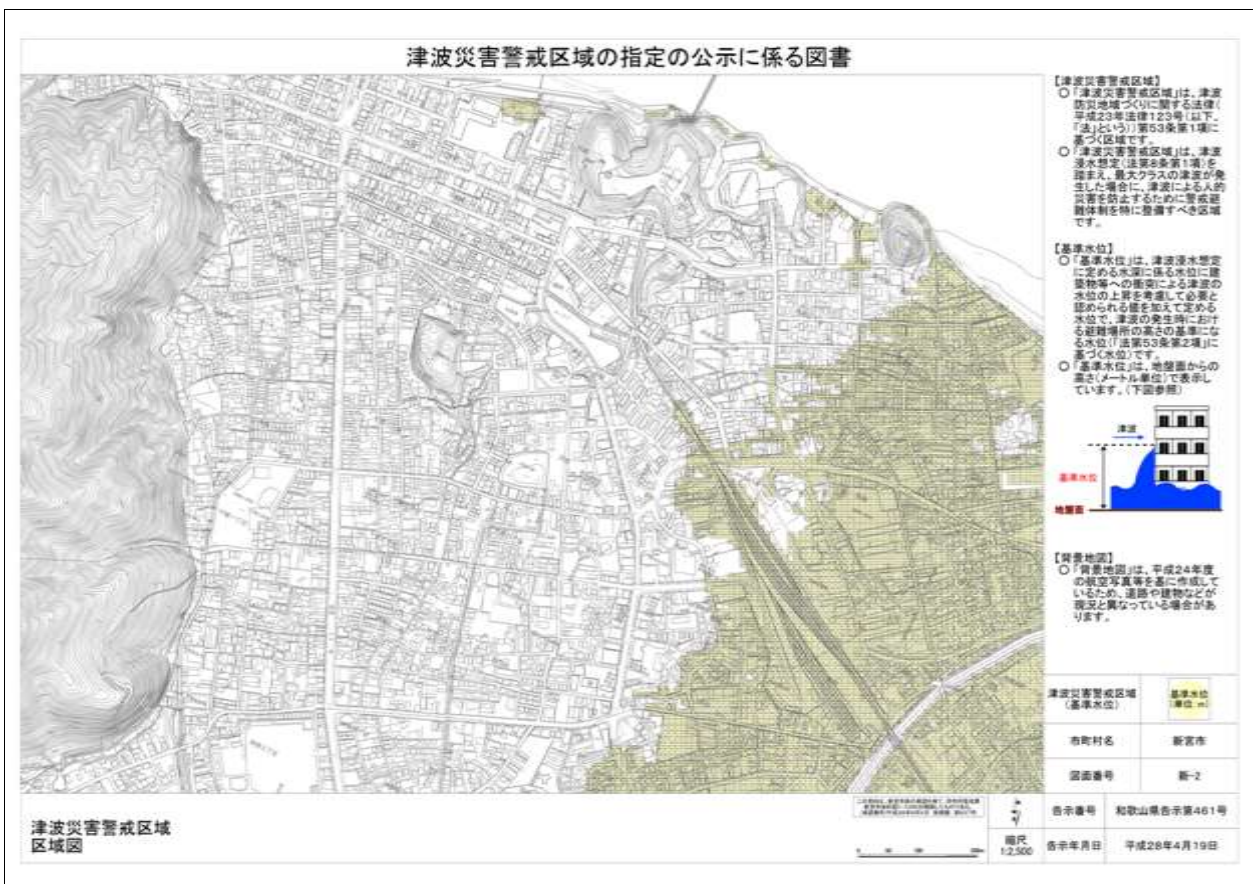 津波災害警戒区域の指定の公示に係る図書
【津波災害警戒区域】
○「津波災害警戒区域」は、津波
防災地域づくりに関する法律(
平成23年法律123号(以下、
「法」という))第53条第1項に
基づく区域です。
○「津波災害警戒区域」は、津波
浸水想定(法第8条第1項)を
踏まえ、最大クラスの津波が発
生した場合に、津波による人的
災害を防止するために警戒避
難体制を特に整備すべき区域
です。
【基準水位】
○「基準水位」は、津波浸水想定
に定める水深に係る水位に建
築物等への衝突による津波の
水位の上昇を考慮して必要と
認められる値を加えて定める
水位で、津波の発生時におけ
る避難場所の高さの基準にな
る水位(「法第53条第2項」に
基づく水位)です。
○「基準水位」は、地盤面からの
高さ(メートル単位)で表示し
ています。(下図参照)
津波
基準水位
地盤面
【背景地図】
○「背景地図」は、平成24年度
の航空写真等を基に作成して
いるため、道路や建物などが
現況と異なっている場合があ
ります。
津波災害警戒区域
(基準水位)
基準水位
(単位:m)
市町村名
新宮市
図面番号
新-2
告示番号
和歌山県告示第461号
縮尺
1:2,500
告示年月日
平成28年4月19日
津波災害警戒区域
区域図